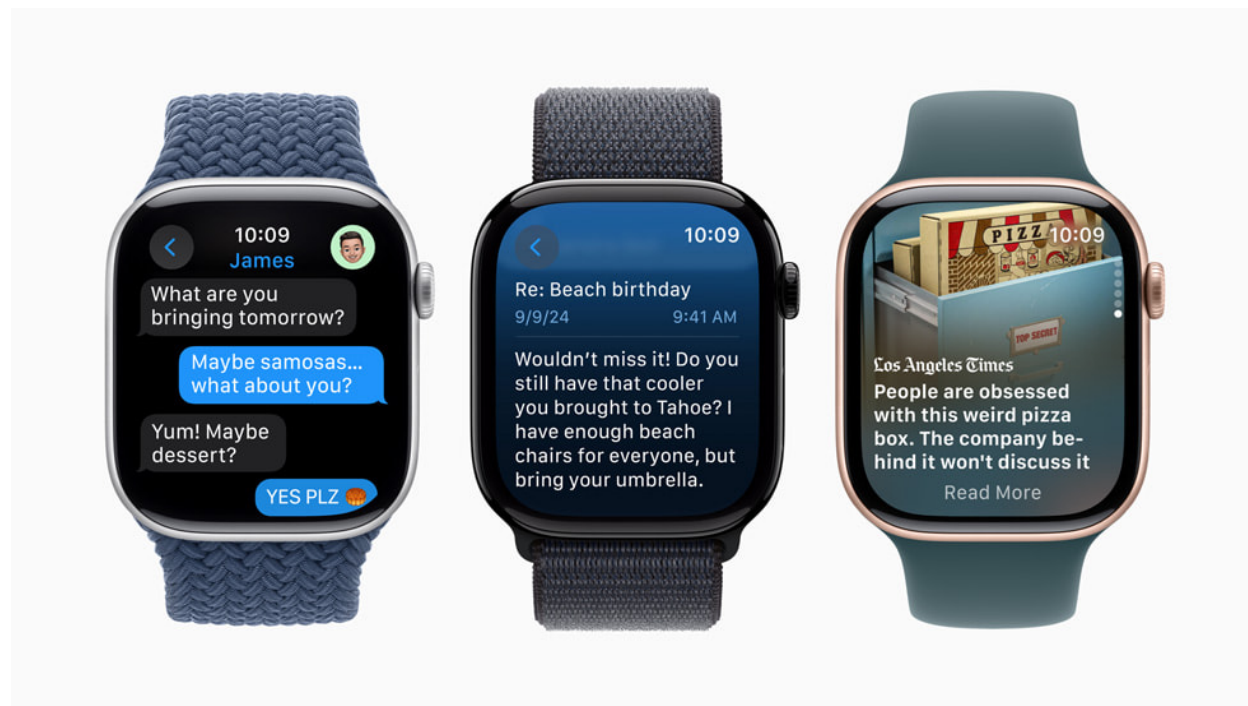 10:09
James
What are you
bringing tomorrow?
Maybe samosas...
what about you?
Yum! Maybe
dessert?
YES PLZ
10:09
Re: Beach birthday
9/9/24 9:41 AM
Wouldn't miss it! Do you
still have that cooler
you brought to Tahoe? I
have enough beach
chairs for everyone, but
bring your umbrella.
PIZZ
10:09
TOP SECRET
Los Angeles Times
People are obsessed
with this weird pizza
box. The company be-
hind it won't discuss it
Read More